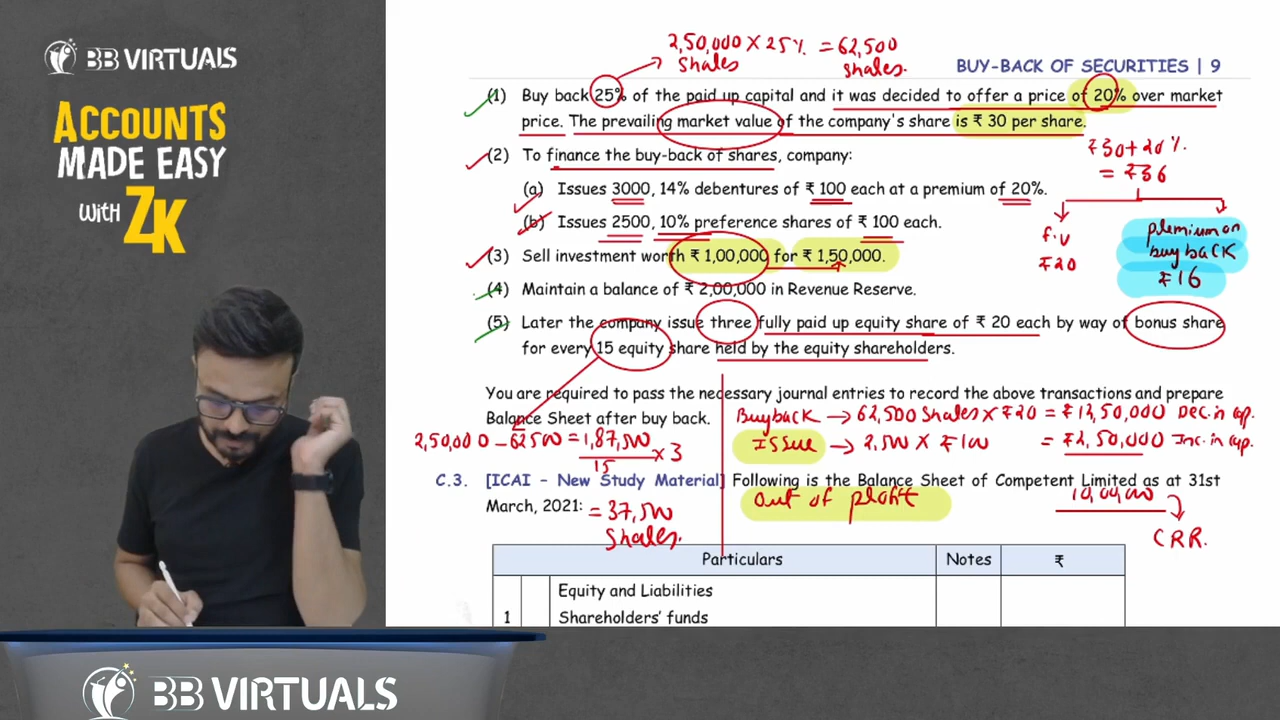 BB VIRTUALS
ACCOUNTS
MADE EASY
with ZK
2,50,000 X 25% = 62,500
shares shares.
BUY-BACK OF SECURITIES | 9
(1) Buy back 25% of the paid up capital and it was decided to offer a price of 20% over market
price. The prevailing market value of the company's share is ₹ 30 per share.
₹30+20%.
(2) To finance the buy-back of shares, company:
= ₹36
(a) Issues 3000, 14% debentures of ₹ 100 each at a premium of 20%.
(b) Issues 2500, 10% preference shares of ₹ 100 each.
f.v
₹20
premium on
buyback
₹16
(3) Sell investment worth ₹ 1,00,000 for ₹ 1,50,000.
(4) Maintain a balance of ₹ 2,00,000 in Revenue Reserve.
(5) Later the company issue three fully paid up equity share of ₹ 20 each by way of bonus share
for every 15 equity share held by the equity shareholders.
You are required to pass the necessary journal entries to record the above transactions and prepare
Balance Sheet after buy back.
Buyback → 62,500 shares X ₹20 = ₹12,50,000 Dec. in cap.
2,50,000 - 62500 = 1,87,500 X 3
15
Issue → 2,500 X ₹100 = ₹2,50,000 Inc. in cap.
C.3. [ICAI - New Study Material] Following is the Balance Sheet of Competent Limited as at 31st
March, 2021:
= 37,500
shares.
out of profit
10,00,000
CRR.
Particulars Notes ₹
Equity and Liabilities
1 Shareholders' funds
BB VIRTUALS